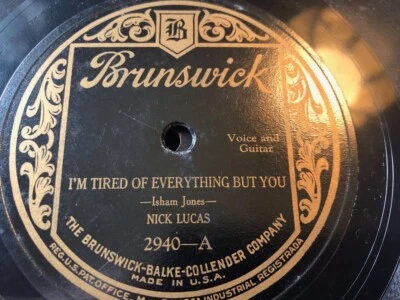 B
Brunswick
Voice and
Guitar
I'M TIRED OF EVERYTHING BUT YOU
—Isham Jones—
NICK LUCAS
2940—A
THE BRUNSWICK-BALKE-COLLENDER COMPANY
MADE IN U.S.A.
REG. U.S. PAT. OFFICE, M INDUSTRIAL REGISTRADA